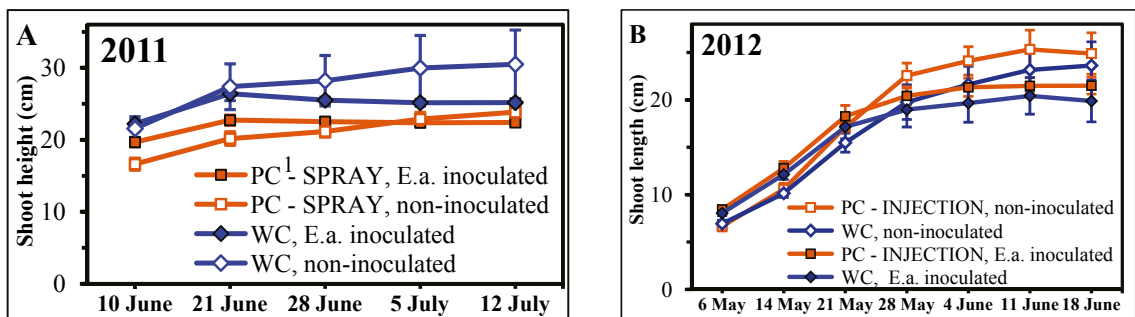 A
2011
Shoot height (cm)
30
20
10
0
PC¹ - SPRAY, E.a. inoculated
PC - SPRAY, non-inoculated
WC, E.a. inoculated
WC, non-inoculated
10 June 21 June 28 June 5 July 12 July
B
2012
Shoot length (cm)
20
10
0
PC - INJECTION, non-inoculated
WC, non-inoculated
PC - INJECTION, E.a. inoculated
WC, E.a. inoculated
6 May 14 May 21 May 28 May 4 June 11 June 18 June